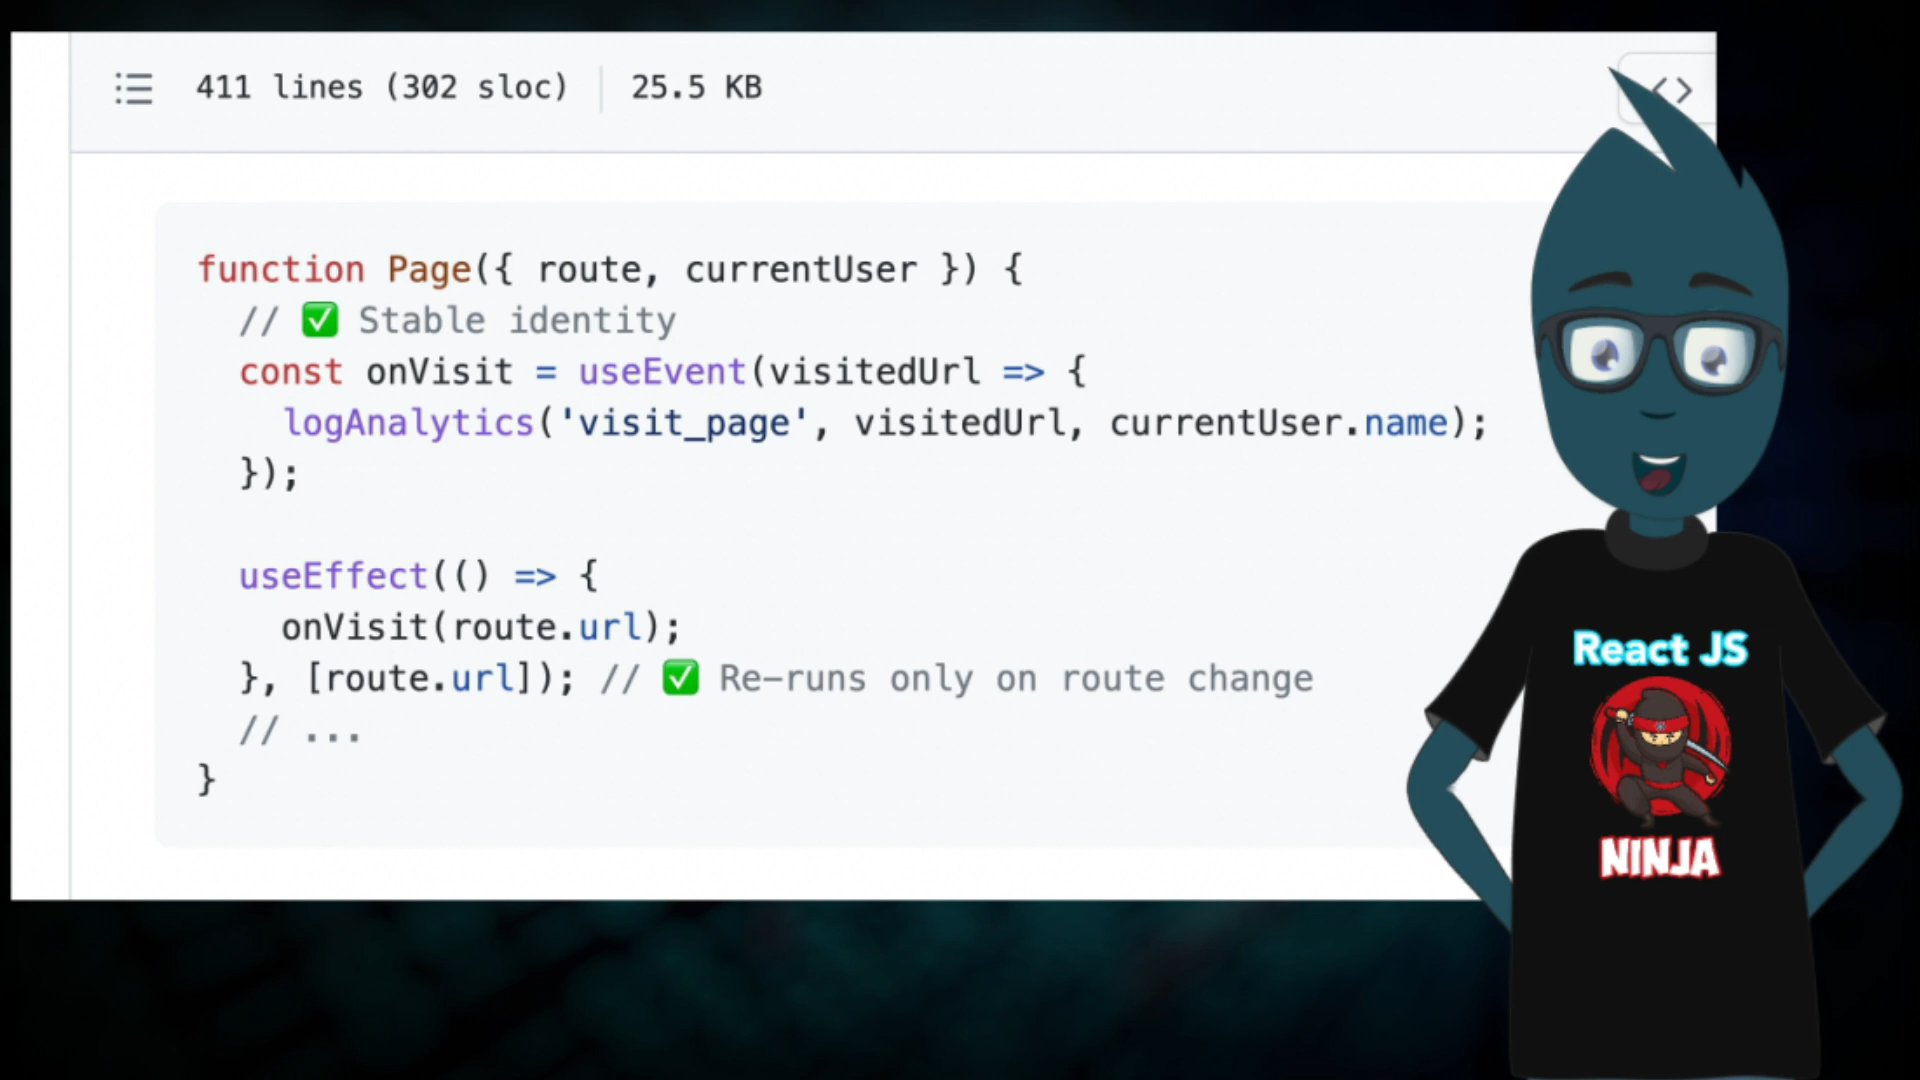 411 lines (302 sloc) 25.5 KB
<>
function Page({ route, currentUser }) {
// ✅ Stable identity
const onVisit = useEvent(visitedUrl => {
logAnalytics('visit_page', visitedUrl, currentUser.name);
});
useEffect(() => {
onVisit(route.url);
}, [route.url]); // ✅ Re-runs only on route change
// ...
}
React JS
NINJA